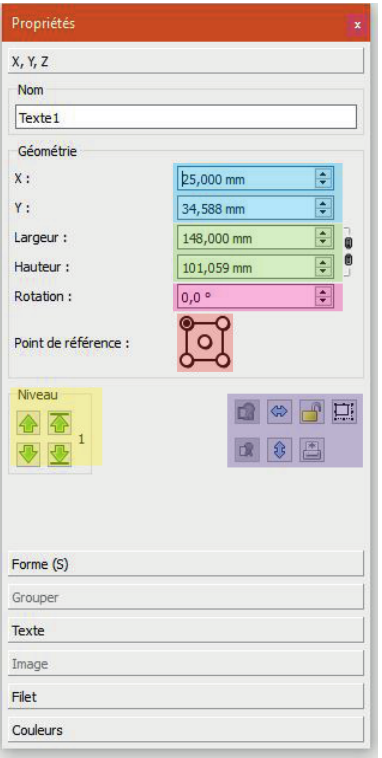 Propriétés x
X, Y, Z
Nom
Texte1
Géométrie
X : 25,000 mm
Y : 34,588 mm
Largeur : 148,000 mm
Hauteur : 101,059 mm
Rotation : 0,0 °
Point de référence :
Niveau
1
Forme (S)
Grouper
Texte
Image
Filet
Couleurs